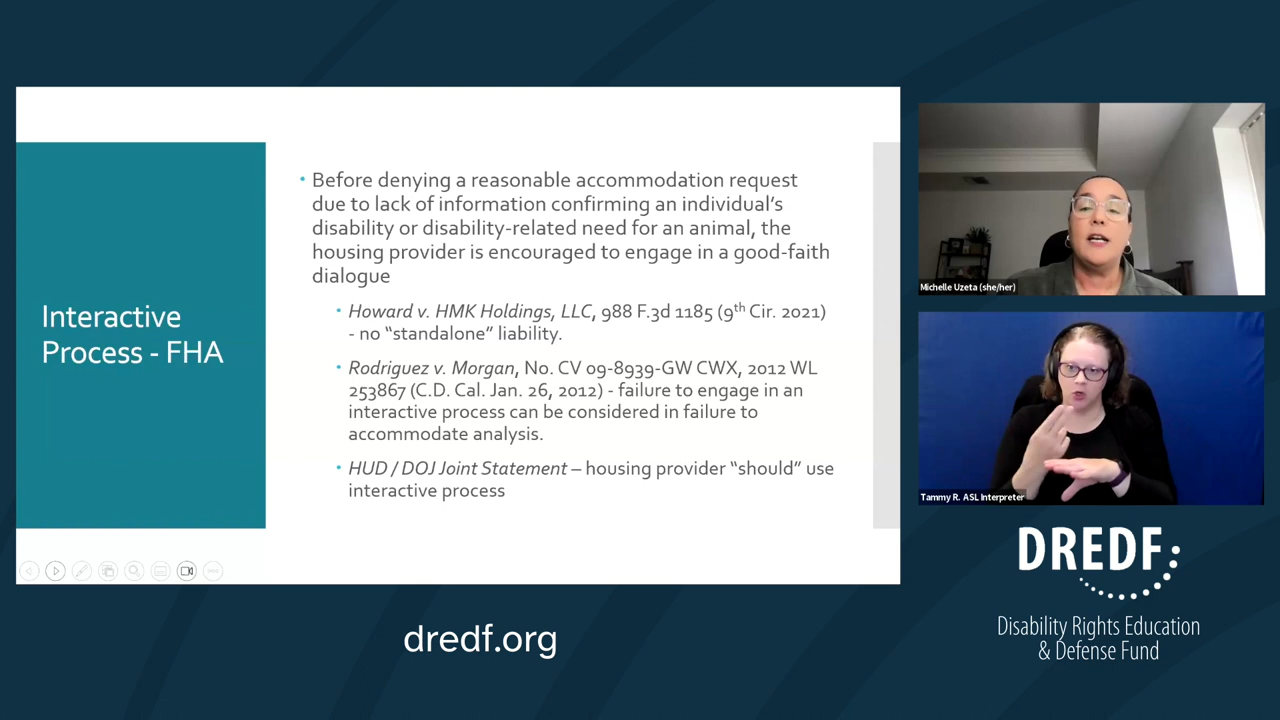 Interactive
Process - FHA
Before denying a reasonable accommodation request
due to lack of information confirming an individual's
disability or disability-related need for an animal, the
housing provider is encouraged to engage in a good-faith
dialogue
Howard v. HMK Holdings, LLC, 988 F.3d 1185 (9th Cir. 2021)
- no “standalone” liability.
Rodriguez v. Morgan, No. CV 09-8939-GW CWX, 2012 WL
253867 (C.D. Cal. Jan. 26, 2012) - failure to engage in an
interactive process can be considered in failure to
accommodate analysis.
HUD / DOJ Joint Statement – housing provider “should” use
interactive process
Michelle Uzeta (she/her)
Tammy R. ASL Interpreter
DREDF
Disability Rights Education
& Defense Fund
dredf.org